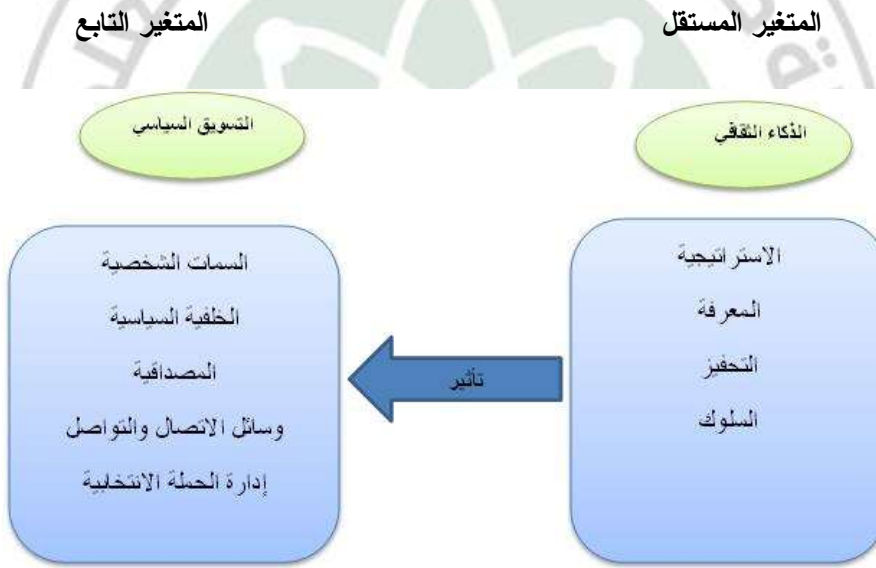 المتغير المستقل
المتغير التابع
الذكاء الثقافي
التسويق السياسي
الاستراتيجية
المعرفة
التحفيز
السلوك
تأثير
السمات الشخصية
الخلفية السياسية
المصداقية
وسائل الاتصال والتواصل
إدارة الحملة الانتخابية